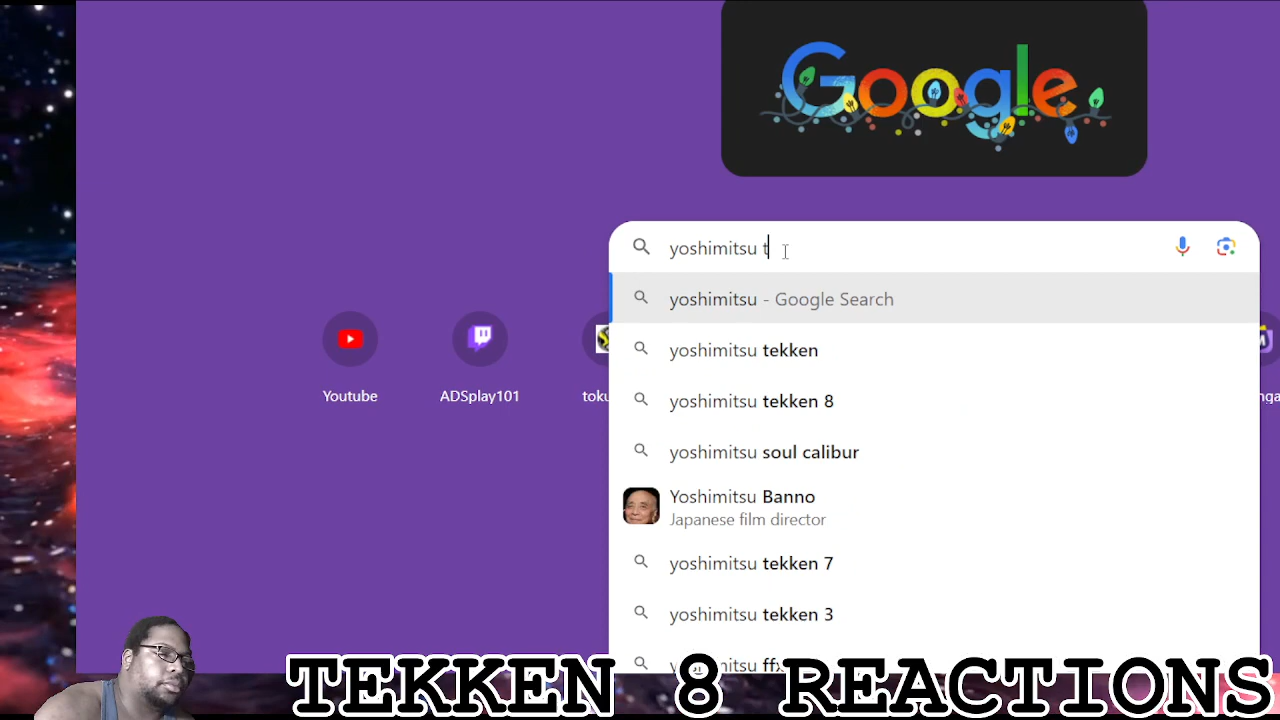 Google
yoshimitsu t
yoshimitsu - Google Search
yoshimitsu tekken
yoshimitsu tekken 8
yoshimitsu soul calibur
Yoshimitsu Banno
Japanese film director
yoshimitsu tekken 7
yoshimitsu tekken 3
yoshimitsu
Youtube
ADSplay101
TEKKEN 8 REACTIONS